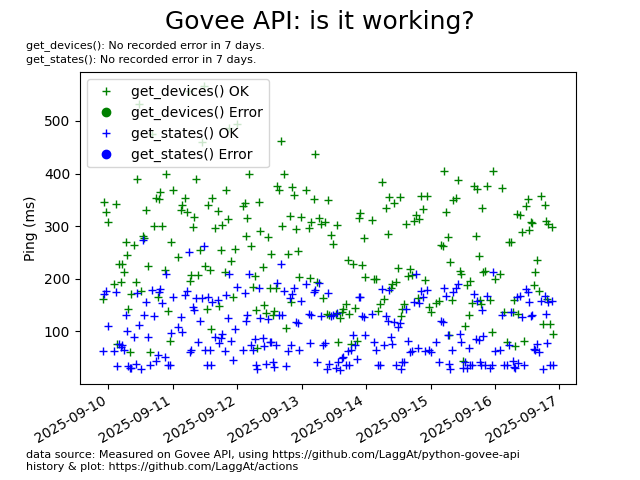 Govee API: is it working?
get_devices(): No recorded error in 7 days.
get_states(): No recorded error in 7 days.
get_devices() OK
get_devices() Error
get_states() OK
get_states() Error
Ping (ms)
500
400
300
200
100
2025-09-10
2025-09-11
2025-09-12
2025-09-13
2025-09-14
2025-09-15
2025-09-16
2025-09-17
data source: Measured on Govee API, using https://github.com/LaggAt/python-govee-api
history & plot: https://github.com/LaggAt/actions